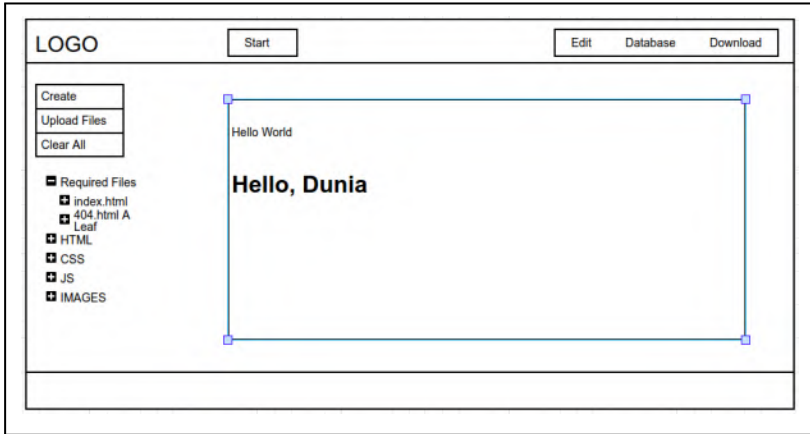 LOGO
Start
Edit Database Download
Create
Upload Files
Clear All
Required Files
index.html
404.html A
Leaf
HTML
CSS
JS
IMAGES
Hello World
Hello, Dunia